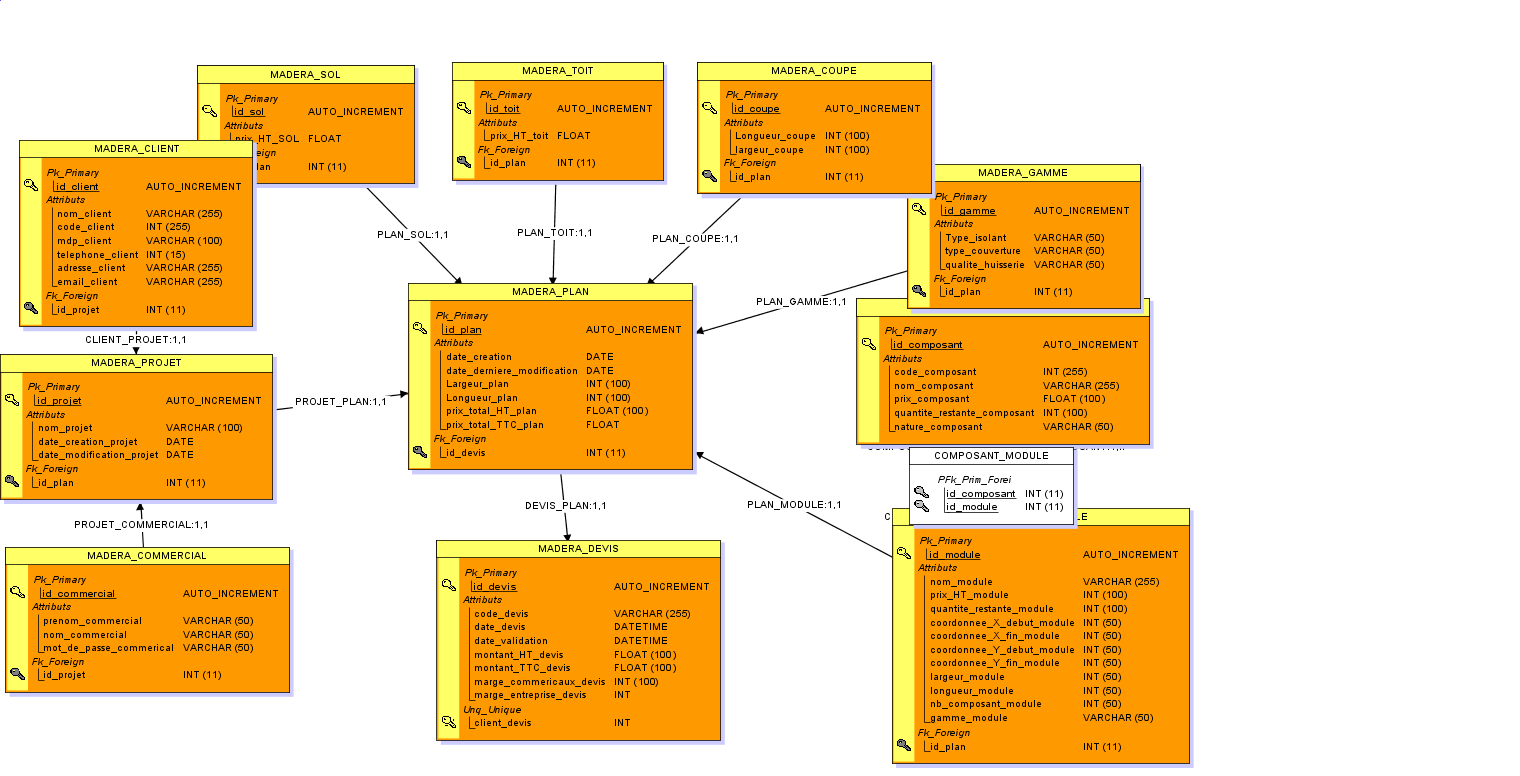 MADERA_SOL
Pk_Primary
id_sol AUTO_INCREMENT
Attributs
prix_HT_SOL FLOAT
INT (11)
MADERA_TOIT
Pk_Primary
id_toit AUTO_INCREMENT
Attributs
prix_HT_toit FLOAT
Fk_Foreign
id_plan INT (11)
MADERA_COUPE
Pk_Primary
id_coupe AUTO_INCREMENT
Attributs
Longueur_coupe INT (100)
largeur_coupe INT (100)
Fk_Foreign
id_plan INT (11)
MADERA_CLIENT
Pk_Primary
id_client AUTO_INCREMENT
Attributs
nom_client VARCHAR (255)
code_client INT (255)
mdp_client VARCHAR (100)
telephone_client INT (15)
adresse_client VARCHAR (255)
email_client VARCHAR (255)
Fk_Foreign
id_projet INT (11)
MADERA_GAMME
Pk_Primary
id_gamme AUTO_INCREMENT
Attributs
Type_isolant VARCHAR (50)
type_couverture VARCHAR (50)
qualite_huisserie VARCHAR (50)
Fk_Foreign
id_plan INT (11)
PLAN_SOL:1,1
PLAN_TOIT:1,1
PLAN_COUPE:1,1
PLAN_GAMME:1,1
CLIENT_PROJET:1,1
MADERA_PLAN
Pk_Primary
id_plan AUTO_INCREMENT
Attributs
date_creation DATE
date_derniere_modification DATE
Largeur_plan INT (100)
Longueur_plan INT (100)
prix_total_HT_plan FLOAT (100)
prix_total_TTC_plan FLOAT
Fk_Foreign
id_devis INT (11)
Pk_Primary
id_composant AUTO_INCREMENT
Attributs
code_composant INT (255)
nom_composant VARCHAR (255)
prix_composant FLOAT (100)
quantite_restante_composant INT (100)
nature_composant VARCHAR (50)
MADERA_PROJET
Pk_Primary
id_projet AUTO_INCREMENT
Attributs
nom_projet VARCHAR (100)
date_creation_projet DATE
date_modification_projet DATE
Fk_Foreign
id_plan INT (11)
PROJET_PLAN:1,1
COMPOSANT_MODULE
PFk_Prim_Forei
id_composant INT (11)
id_module INT (11)
PROJET_COMMERCIAL:1,1
DEVIS_PLAN:1,1
PLAN_MODULE:1,1
MADERA_COMMERCIAL
Pk_Primary
id_commercial AUTO_INCREMENT
Attributs
prenom_commercial VARCHAR (50)
nom_commercial VARCHAR (50)
mot_de_passe_commerical VARCHAR (50)
Fk_Foreign
id_projet INT (11)
MADERA_DEVIS
Pk_Primary
id_devis AUTO_INCREMENT
Attributs
code_devis VARCHAR (255)
date_devis DATETIME
date_validation DATETIME
montant_HT_devis FLOAT (100)
montant_TTC_devis FLOAT (100)
marge_commericaux_devis INT (100)
marge_entreprise_devis INT
Unq_Unique
client_devis INT
Pk_Primary
id_module AUTO_INCREMENT
Attributs
nom_module VARCHAR (255)
prix_HT_module INT (100)
quantite_restante_module INT (100)
coordonnee_X_debut_module INT (50)
coordonnee_X_fin_module INT (50)
coordonnee_Y_debut_module INT (50)
coordonnee_Y_fin_module INT (50)
largeur_module INT (50)
longueur_module INT (50)
nb_composant_module INT (50)
gamme_module VARCHAR (50)
Fk_Foreign
id_plan INT (11)